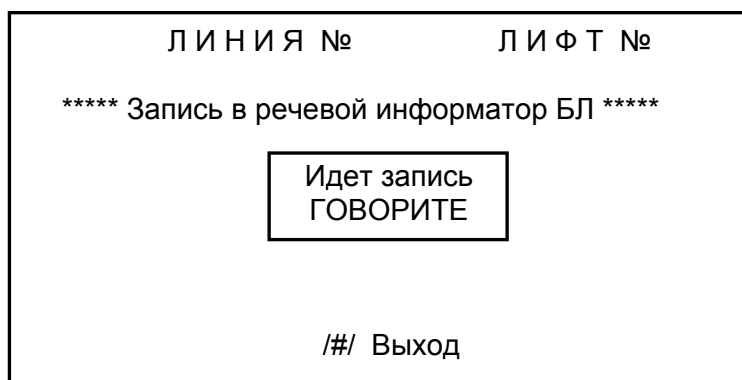 Л И Н И Я № Л И Ф Т №
***** Запись в речевой информатор БЛ *****
Идет запись
ГОВОРИТЕ
/#/ Выход